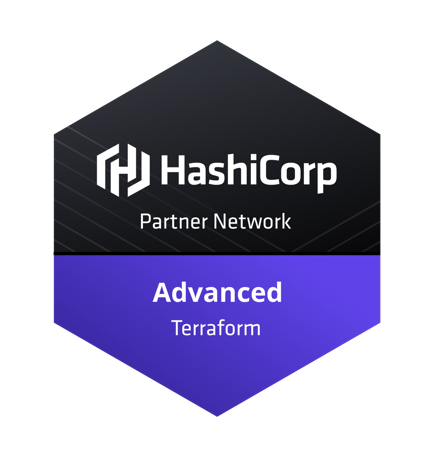 HashiCorp
Partner Network
Advanced
Terraform